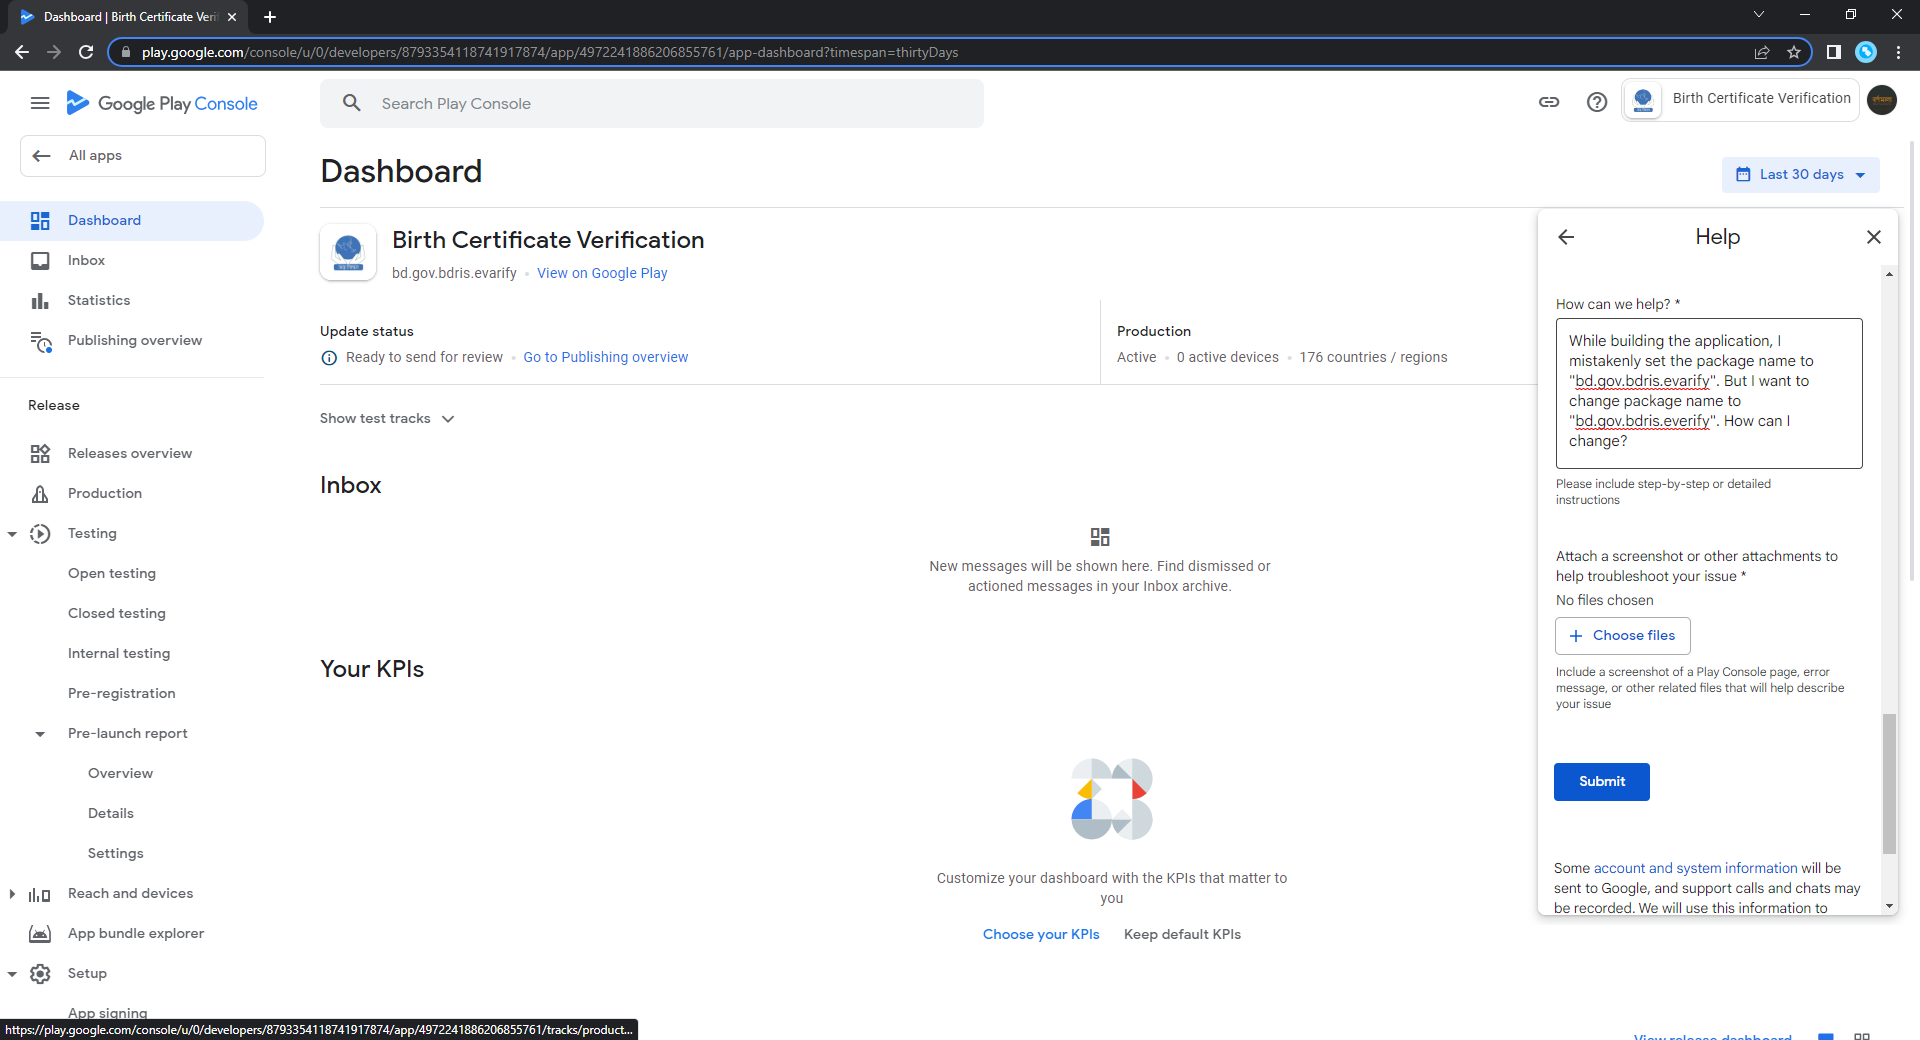 Dashboard | Birth Certificate Veri
play.google.com/console/u/0/developers/8793354118741917874/app/4972241886206855761/app-dashboard?timespan=thirtyDays
Google Play Console
Search Play Console
Birth Certificate Verification
All apps
Dashboard
Inbox
Statistics
Publishing overview
Release
Releases overview
Production
Testing
Open testing
Closed testing
Internal testing
Pre-registration
Pre-launch report
Overview
Details
Settings
Reach and devices
App bundle explorer
Setup
App signing
https://play.google.com/console/u/0/developers/8793354118741917874/app/4972241886206855761/tracks/product...
Dashboard
Last 30 days
Birth Certificate Verification
bd.gov.bdris.evarify • View on Google Play
Update status
Ready to send for review • Go to Publishing overview
Production
Active • 0 active devices • 176 countries / regions
Show test tracks
Inbox
New messages will be shown here. Find dismissed or
actioned messages in your Inbox archive.
Your KPIs
Customize your dashboard with the KPIs that matter to
you
Choose your KPIs Keep default KPIs
View release dashboard
Help
How can we help? *
While building the application, I
mistakenly set the package name to
"bd.gov.bdris.evarify". But I want to
change package name to
"bd.gov.bdris.everify". How can I
change?
Please include step-by-step or detailed
instructions
Attach a screenshot or other attachments to
help troubleshoot your issue *
No files chosen
Choose files
Include a screenshot of a Play Console page, error
message, or other related files that will help describe
your issue
Submit
Some account and system information will be
sent to Google, and support calls and chats may
be recorded. We will use this information to